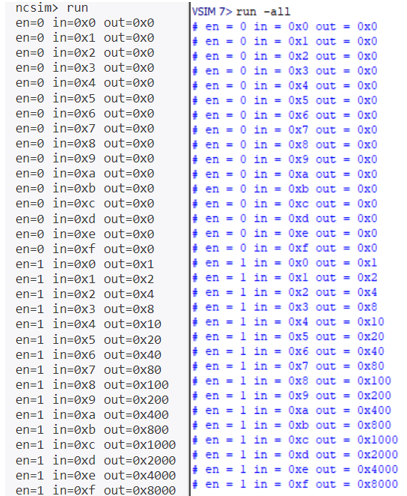 ncsim> run
en=0 in=0x0 out=0x0
en=0 in=0x1 out=0x0
en=0 in=0x2 out=0x0
en=0 in=0x3 out=0x0
en=0 in=0x4 out=0x0
en=0 in=0x5 out=0x0
en=0 in=0x6 out=0x0
en=0 in=0x7 out=0x0
en=0 in=0x8 out=0x0
en=0 in=0x9 out=0x0
en=0 in=0xa out=0x0
en=0 in=0xb out=0x0
en=0 in=0xc out=0x0
en=0 in=0xd out=0x0
en=0 in=0xe out=0x0
en=0 in=0xf out=0x0
en=1 in=0x0 out=0x1
en=1 in=0x1 out=0x2
en=1 in=0x2 out=0x4
en=1 in=0x3 out=0x8
en=1 in=0x4 out=0x10
en=1 in=0x5 out=0x20
en=1 in=0x6 out=0x40
en=1 in=0x7 out=0x80
en=1 in=0x8 out=0x100
en=1 in=0x9 out=0x200
en=1 in=0xa out=0x400
en=1 in=0xb out=0x800
en=1 in=0xc out=0x1000
en=1 in=0xd out=0x2000
en=1 in=0xe out=0x4000
en=1 in=0xf out=0x8000
VSIM 7> run -all
# en = 0 in = 0x0 out = 0x0
# en = 0 in = 0x1 out = 0x0
# en = 0 in = 0x2 out = 0x0
# en = 0 in = 0x3 out = 0x0
# en = 0 in = 0x4 out = 0x0
# en = 0 in = 0x5 out = 0x0
# en = 0 in = 0x6 out = 0x0
# en = 0 in = 0x7 out = 0x0
# en = 0 in = 0x8 out = 0x0
# en = 0 in = 0x9 out = 0x0
# en = 0 in = 0xa out = 0x0
# en = 0 in = 0xb out = 0x0
# en = 0 in = 0xc out = 0x0
# en = 0 in = 0xd out = 0x0
# en = 0 in = 0xe out = 0x0
# en = 0 in = 0xf out = 0x0
# en = 1 in = 0x0 out = 0x1
# en = 1 in = 0x1 out = 0x2
# en = 1 in = 0x2 out = 0x4
# en = 1 in = 0x3 out = 0x8
# en = 1 in = 0x4 out = 0x10
# en = 1 in = 0x5 out = 0x20
# en = 1 in = 0x6 out = 0x40
# en = 1 in = 0x7 out = 0x80
# en = 1 in = 0x8 out = 0x100
# en = 1 in = 0x9 out = 0x200
# en = 1 in = 0xa out = 0x400
# en = 1 in = 0xb out = 0x800
# en = 1 in = 0xc out = 0x1000
# en = 1 in = 0xd out = 0x2000
# en = 1 in = 0xe out = 0x4000
# en = 1 in = 0xf out = 0x8000